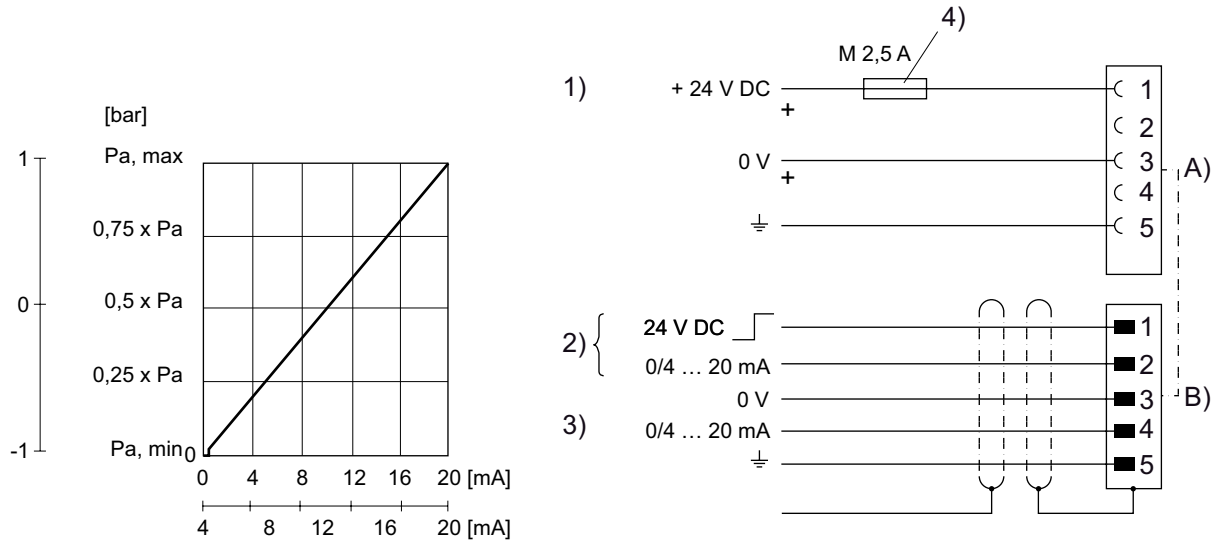 [bar]
1
0
-1
Pa, max
0,75 x Pa
0,5 x Pa
0,25 x Pa
Pa, min
0
0 4 8 12 16 20 [mA]
4 8 12 16 20 [mA]
4)
M 2,5 A
1) + 24 V DC 1
+
2
0 V 3
+
A)
4
5
2) 24 V DC 1
0/4 … 20 mA 2
0 V 3 B)
3) 0/4 … 20 mA 4
5